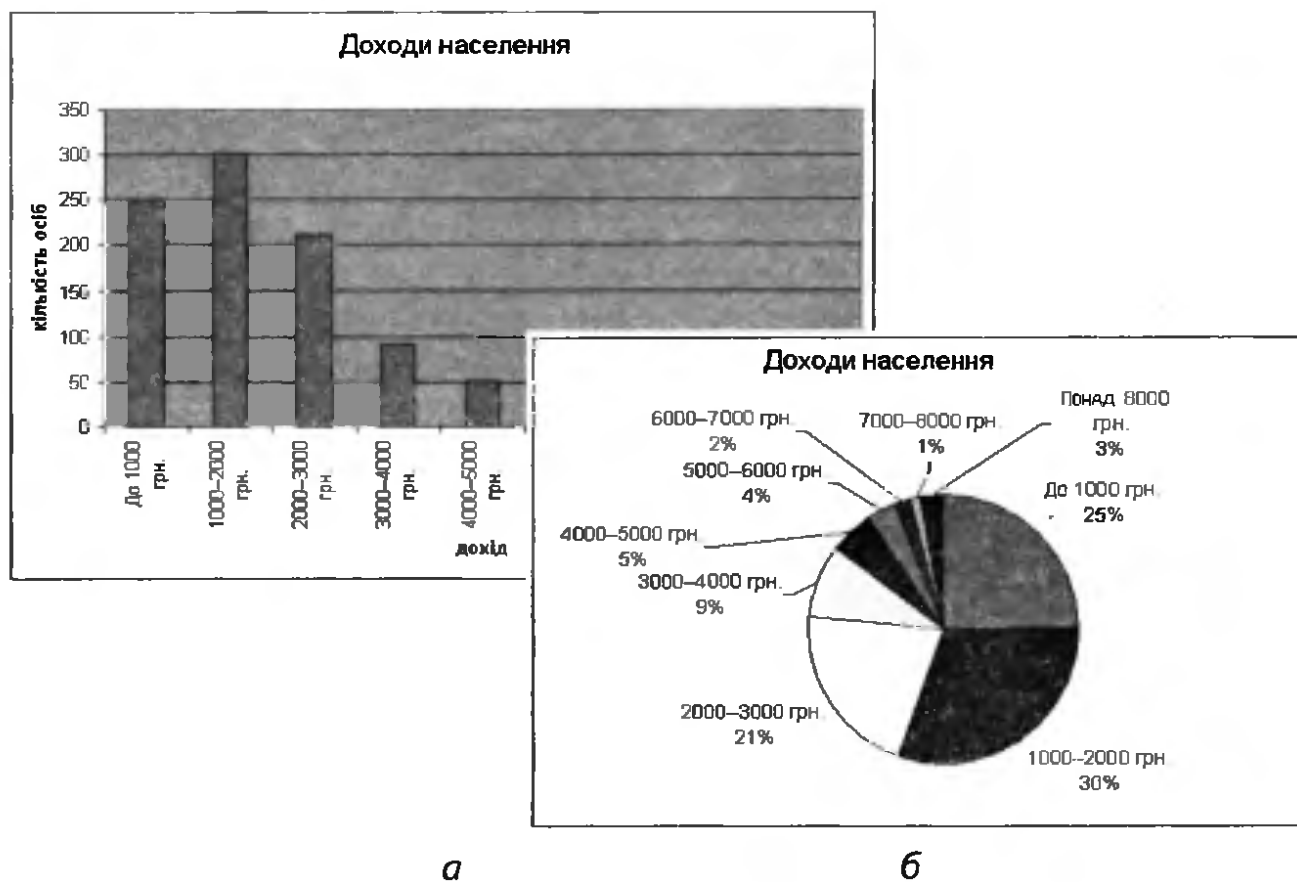 Доходи населення
350
300
250
200
150
100
50
0
кількість осіб
До 1000
грн.
1000–2000
грн.
2000–3000
грн.
3000–4000
грн.
4000–5000
грн.
дохід
Доходи населення
6000–7000 грн.
2%
7000–8000 грн.
1%
Понад 8000
грн.
3%
5000–6000 грн.
4%
До 1000 грн.
25%
4000–5000 грн.
5%
3000–4000 грн.
9%
2000–3000 грн.
21%
1000–2000 грн.
30%
а
б